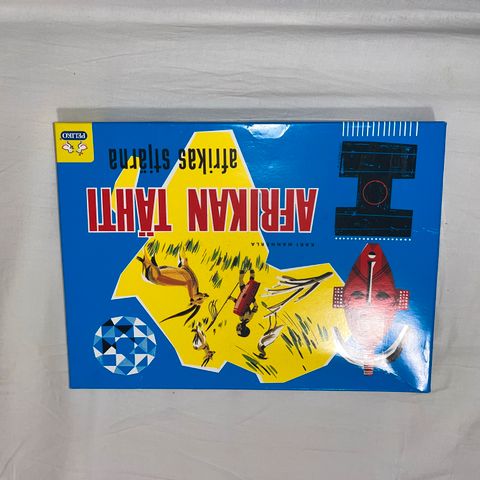 KARI MANNERLA
AFRIKAN TÄHTI
afrikas stjärna
PELIKO